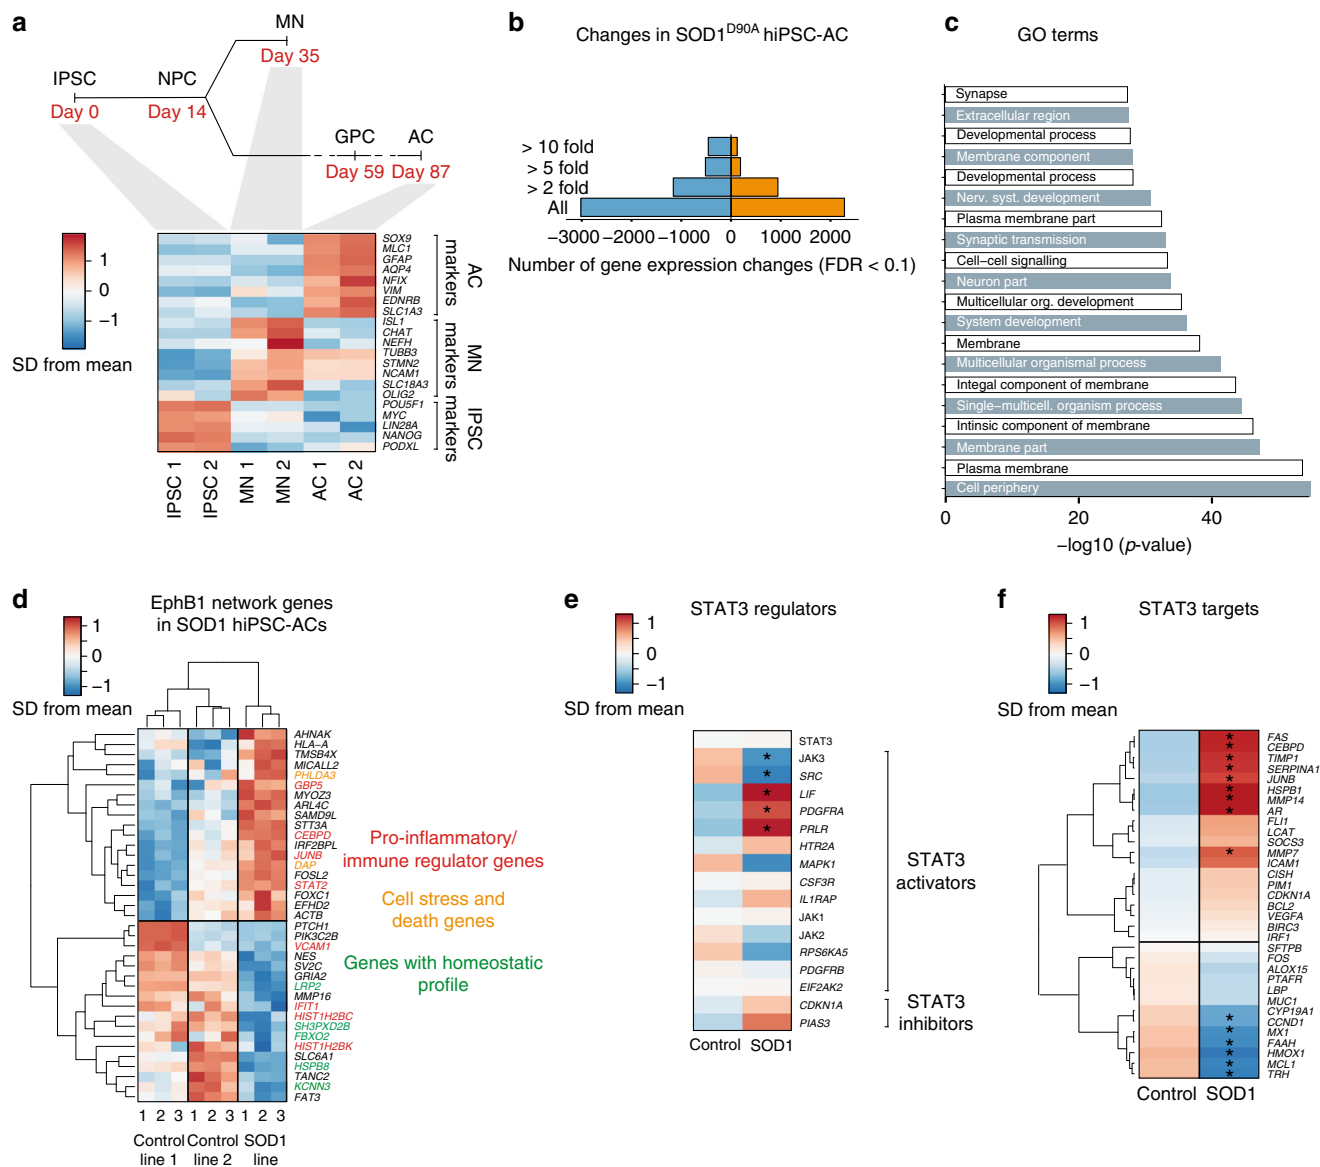 a
MN
Day 35
IPSC
NPC
Day 0
Day 14
GPC
AC
Day 59
Day 87
1
0
−1
SD from mean
SOX9
MLC1
GFAP
AQP4
NFIX
VIM
EDNRB
SLC1A3
ISL1
CHAT
NEFH
TUBB3
STMN2
NCAM1
SLC18A3
OLIG2
POU5F1
MYC
LIN28A
NANOG
PODXL
AC markers
MN markers
IPSC markers
IPSC 1
IPSC 2
MN 1
MN 2
AC 1
AC 2
b
Changes in SOD1D90A hiPSC-AC
> 10 fold
> 5 fold
> 2 fold
All
−3000 −2000 −1000 0 1000 2000
Number of gene expression changes (FDR < 0.1)
c
GO terms
Synapse
Extracellular region
Developmental process
Membrane component
Developmental process
Nerv. syst. development
Plasma membrane part
Synaptic transmission
Cell−cell signalling
Neuron part
Multicellular org. development
System development
Membrane
Multicellular organismal process
Integal component of membrane
Single−multicell. organism process
Intrinsic component of membrane
Membrane part
Plasma membrane
Cell periphery
0 20 40
−log10 (p-value)
d
EphB1 network genes
in SOD1 hiPSC-ACs
1
0
−1
SD from mean
AHNAK
HLA−A
TMSB4X
MICALL2
PHLDA3
GBP5
MYOZ3
ARL4C
SAMD9L
STT3A
CEBPD
IRF2BPL
JUNB
DAP
FOSL2
STAT2
FOXC1
EFHD2
ACTB
PTCH1
PIK3C2B
VCAM1
NES
SV2C
GRIA2
LRP2
MMP16
IFIT1
HIST1H2BC
SH3PXD2B
FBXO2
HIST1H2BK
SLC6A1
HSPB8
TANC2
KCNN3
FAT3
1 2 3 1 2 3 1 2 3
Control line 1
Control line 2
SOD1 line
Pro-inflammatory/
immune regulator genes
Cell stress and
death genes
Genes with homeostatic
profile
e
STAT3 regulators
1
0
−1
SD from mean
STAT3
JAK3
SRC
LIF
PDGFRA
PRLR
HTR2A
MAPK1
CSF3R
IL1RAP
JAK1
JAK2
RPS6KA5
PDGFRB
EIF2AK2
CDKN1A
PIAS3
* * * * *
STAT3
activators
STAT3
inhibitors
Control SOD1
f
STAT3 targets
1
0
−1
SD from mean
FAS
CEBPD
TIMP1
SERPINA1
JUNB
HSPB1
MMP14
AR
FLI1
LCAT
SOCS3
MMP7
ICAM1
CISH
PIM1
CDKN1A
BCL2
VEGFA
BIRC3
IRF1
SFTPB
FOS
ALOX15
PTAFR
LBP
MUC1
CYP19A1
CCND1
MX1
FAAH
HMOX1
MCL1
TRH
* * * * * * * * * * * * * * *
Control SOD1